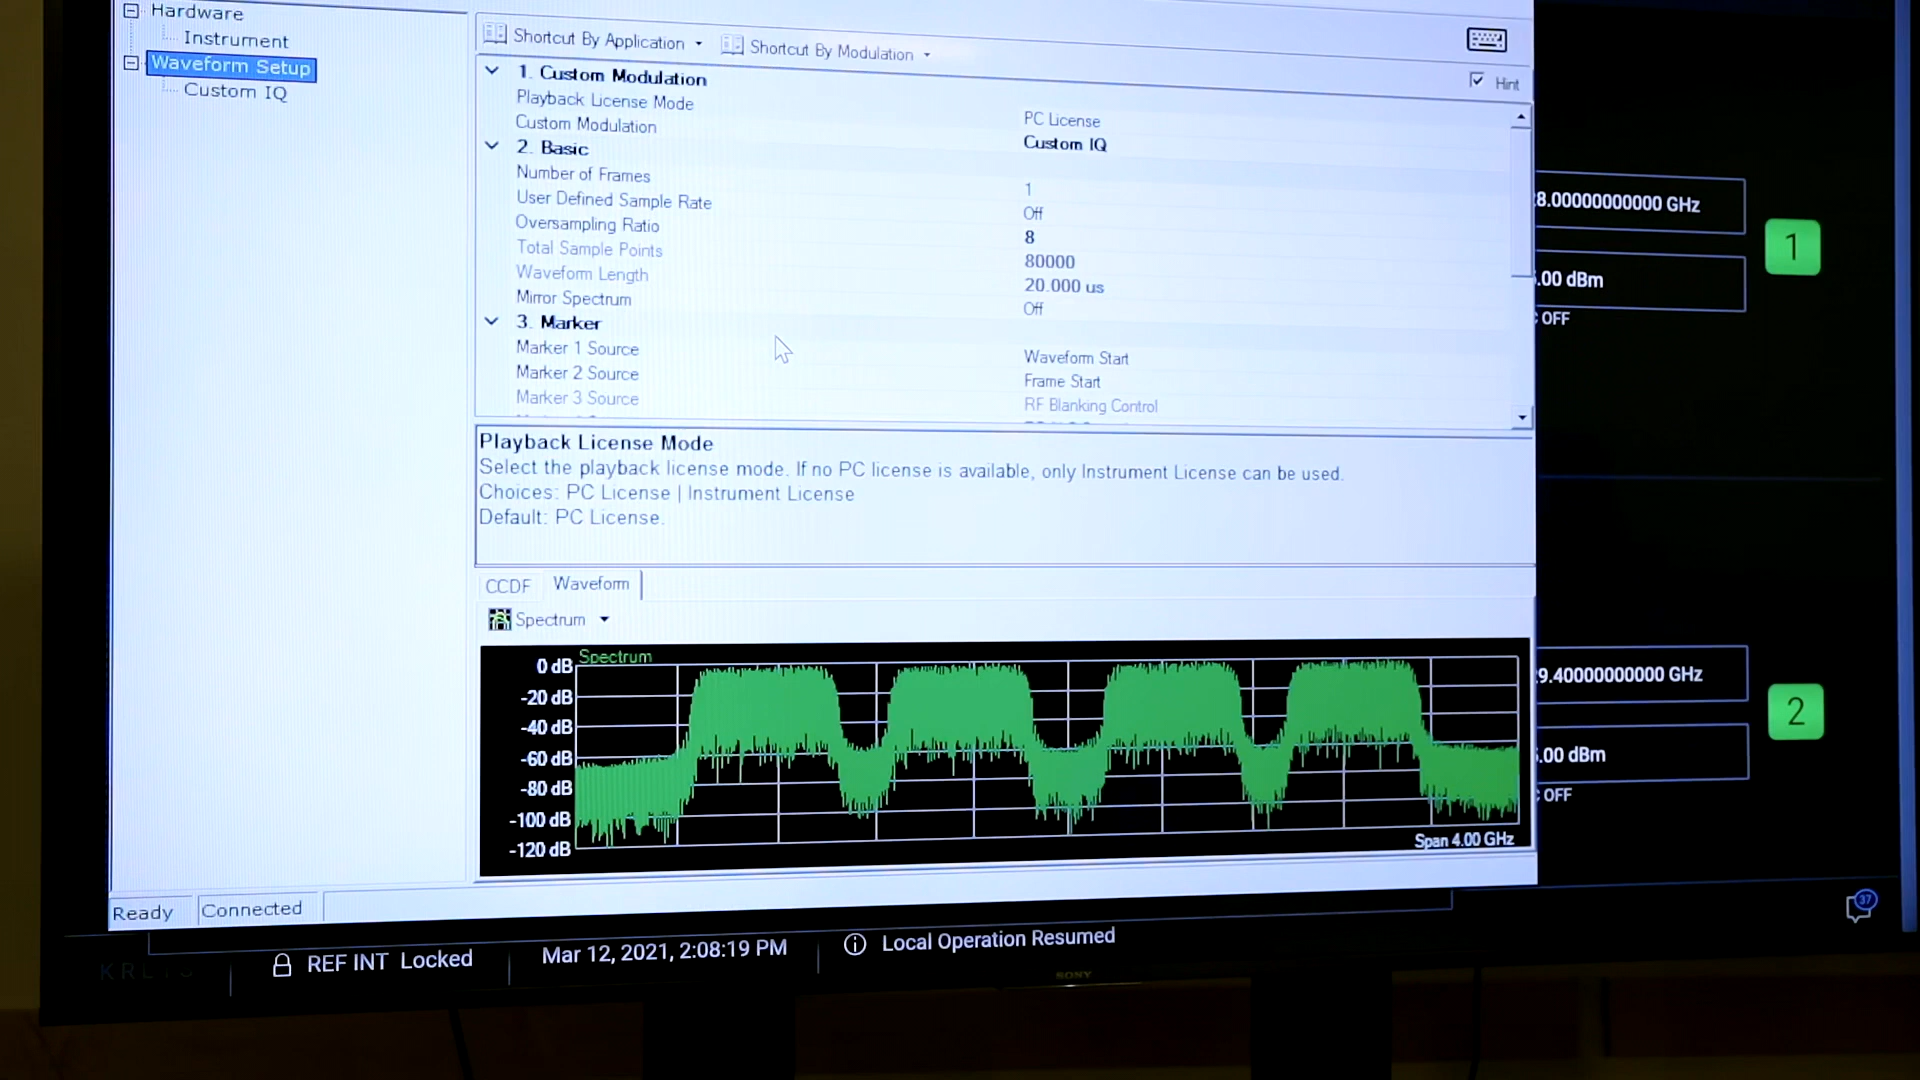 Hardware
Instrument
Waveform Setup
Custom IQ
Shortcut By Application
Shortcut By Modulation
Hint
1. Custom Modulation
Playback License Mode
PC License
Custom Modulation
Custom IQ
2. Basic
Number of Frames
1
User Defined Sample Rate
Off
Oversampling Ratio
8
Total Sample Points
80000
Waveform Length
20.000 us
Mirror Spectrum
Off
3. Marker
Marker 1 Source
Waveform Start
Marker 2 Source
Frame Start
Marker 3 Source
RF Blanking Control
Playback License Mode
Select the playback license mode. If no PC license is available, only Instrument License can be used.
Choices: PC License | Instrument License
Default: PC License.
CCDF
Waveform
Spectrum
Spectrum
0 dB
-20 dB
-40 dB
-60 dB
-80 dB
-100 dB
-120 dB
Span 4.00 GHz
Ready
Connected
8.00000000000 GHz
1
.00 dBm
OFF
9.40000000000 GHz
2
.00 dBm
OFF
37
REF INT Locked
Mar 12, 2021, 2:08:19 PM
Local Operation Resumed
SONY